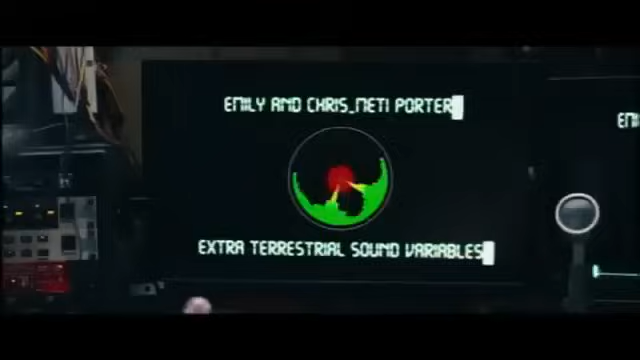 EMILY AND CHRIS_NETI PORTER
EXTRA TERRESTRIAL SOUND VARIABLES